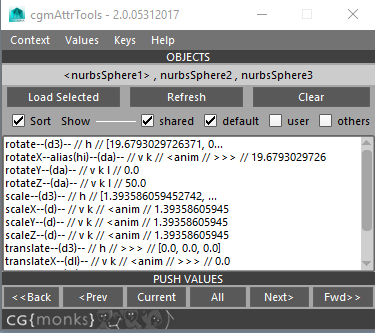 cgmAttrTools - 2.0.05312017
Context Values Keys Help
OBJECTS
<nurbsSphere1> , nurbsSphere2 , nurbsSphere3
Load Selected Refresh Clear
Sort Show shared default user others
rotate--(d3)-- // h // [19.6793029726371, 0...
rotateX--alias(hi)--(da)-- // v k // <anim // >>> // 19.6793029726
rotateY--(da)-- // v k l // 0.0
rotateZ--(da)-- // v k l // 50.0
scale--(d3)-- // h // [1.393586059452742, ...
scaleX--(d)-- // v k // <anim // 1.39358605945
scaleY--(d)-- // v k // <anim // 1.39358605945
scaleZ--(d)-- // v k // <anim // 1.39358605945
translate--(d3)-- // h // >>> // [0.0, 0.0, 0.0]
translateX--(dl)-- // v k // <anim // >>> // 0.0
PUSH VALUES
<<Back <Prev Current All Next> Fwd>>
CG{monks}